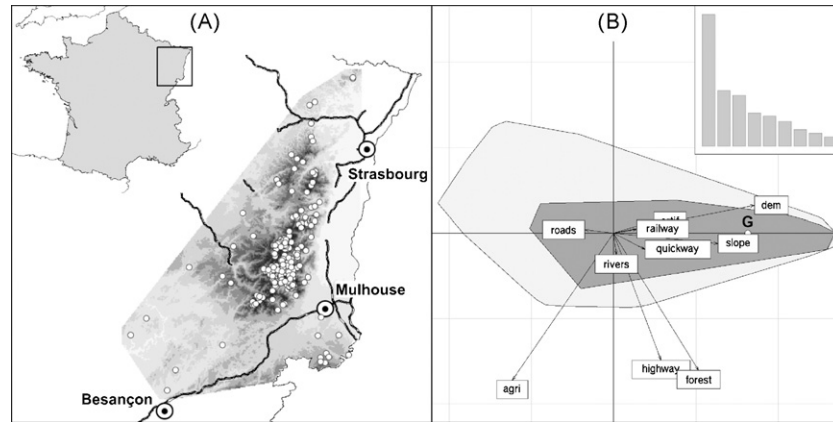 (A)
Strasbourg
Mulhouse
Besançon
(B)
dem
G
roads
railway
slope
quickway
rivers
highway
forest
agri